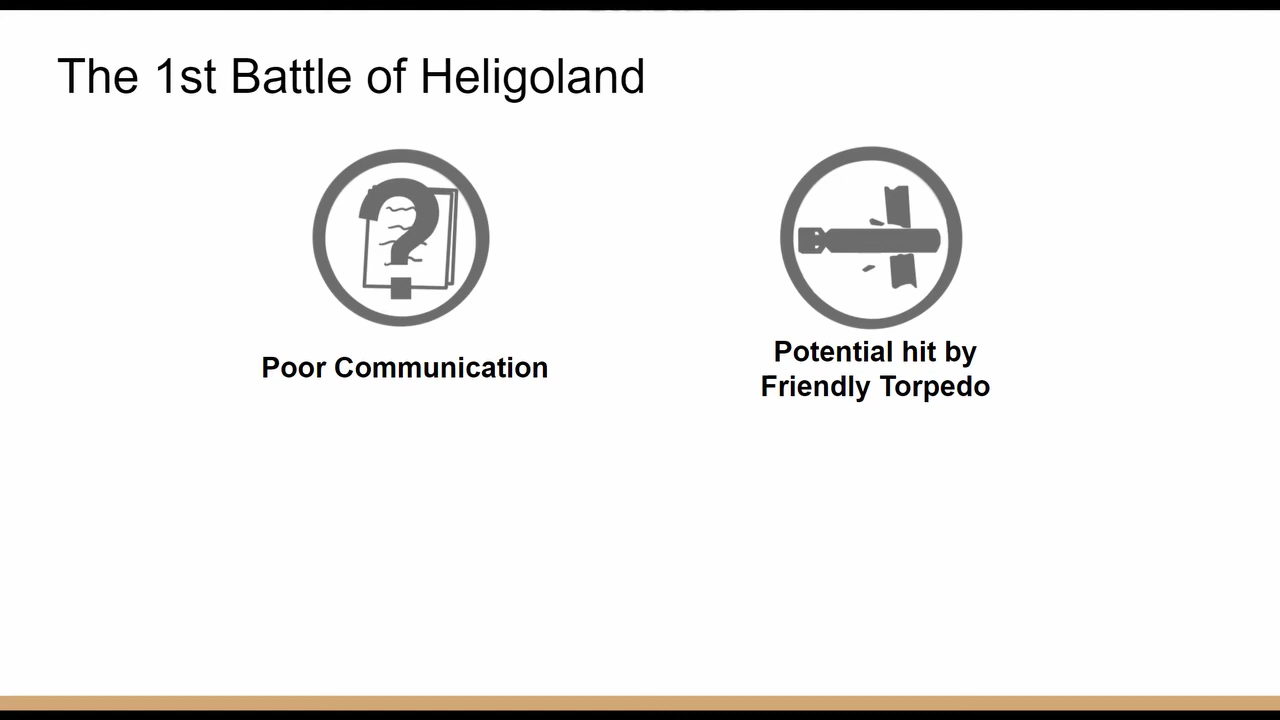 The 1st Battle of Heligoland
Poor Communication
Potential hit by
Friendly Torpedo